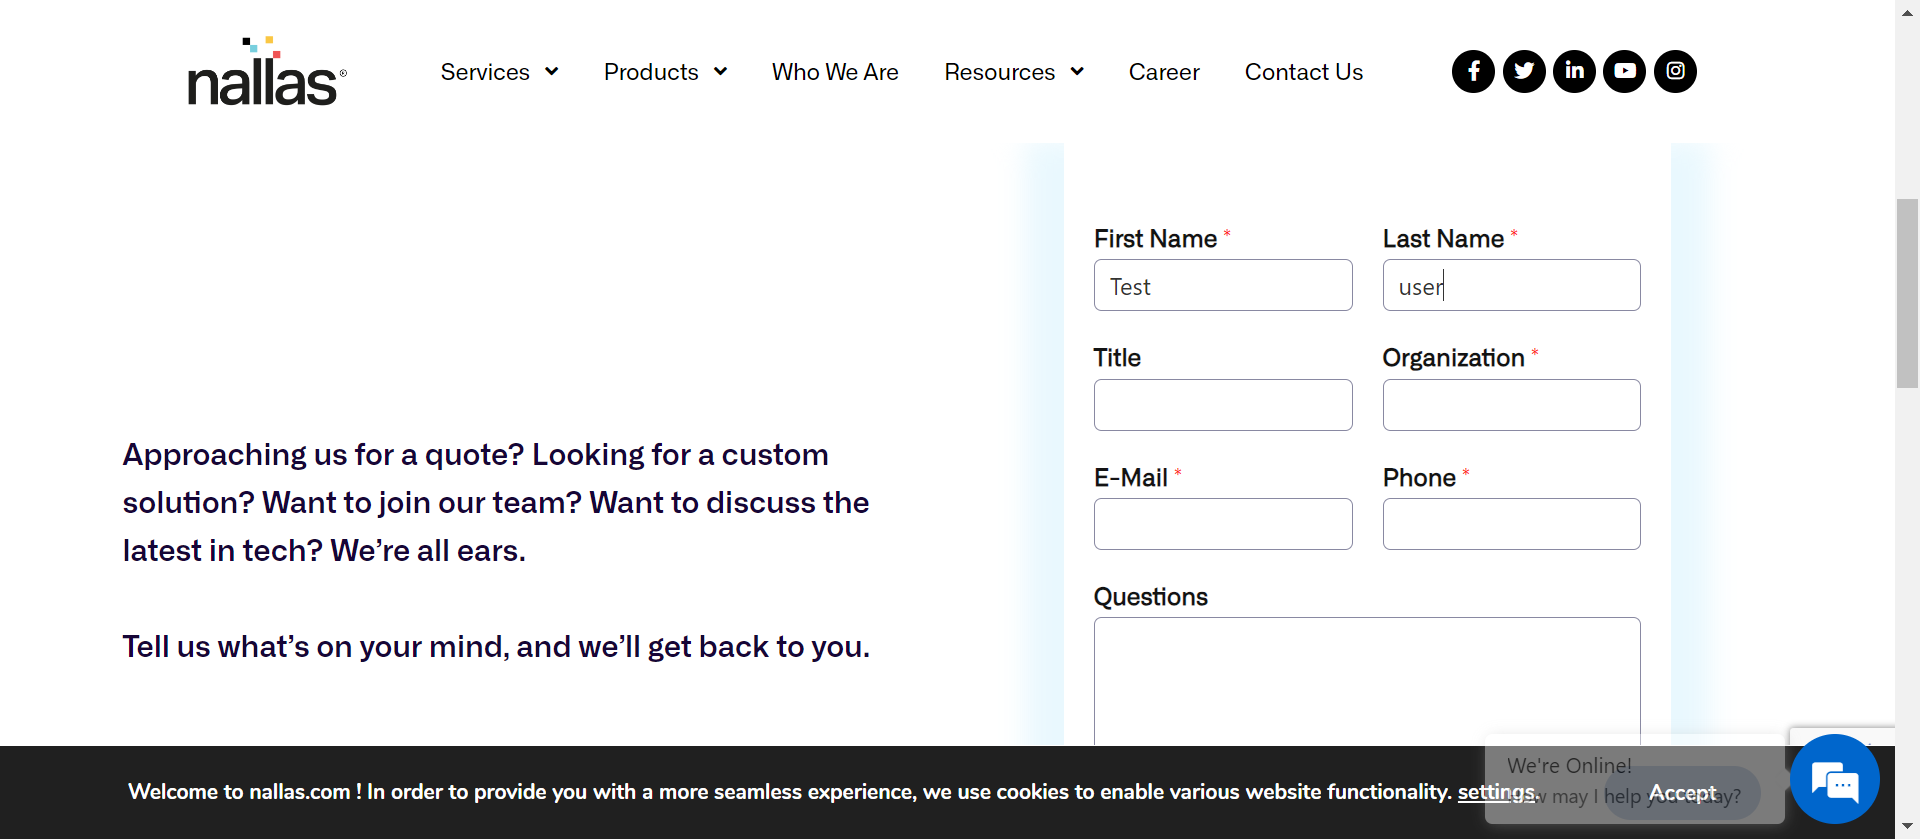 nallas®
Services Products Who We Are Resources Career Contact Us
First Name * Last Name *
Test user
Title Organization *
E-Mail * Phone *
Questions
Approaching us for a quote? Looking for a custom
solution? Want to join our team? Want to discuss the
latest in tech? We’re all ears.
Tell us what’s on your mind, and we’ll get back to you.
Welcome to nallas.com ! In order to provide you with a more seamless experience, we use cookies to enable various website functionality. settings.
Accept
We're Online!
How may I help you today?